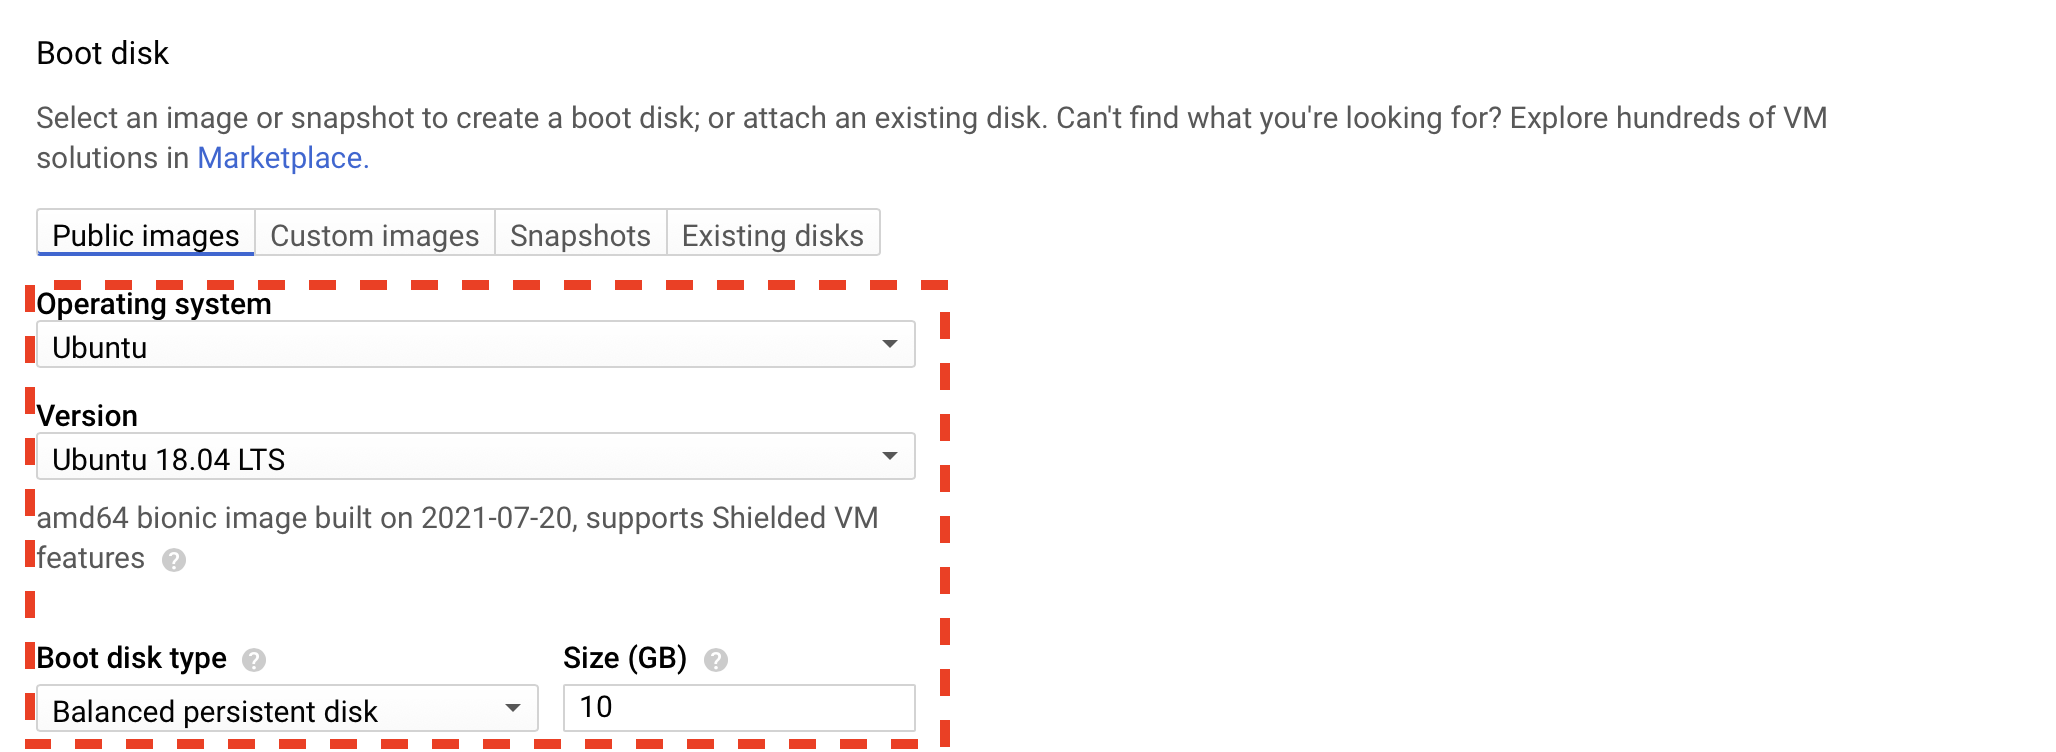 Boot disk
Select an image or snapshot to create a boot disk; or attach an existing disk. Can't find what you're looking for? Explore hundreds of VM
solutions in Marketplace.
Public images Custom images Snapshots Existing disks
Operating system
Ubuntu
Version
Ubuntu 18.04 LTS
amd64 bionic image built on 2021-07-20, supports Shielded VM
features ?
Boot disk type ? Size (GB) ?
Balanced persistent disk 10